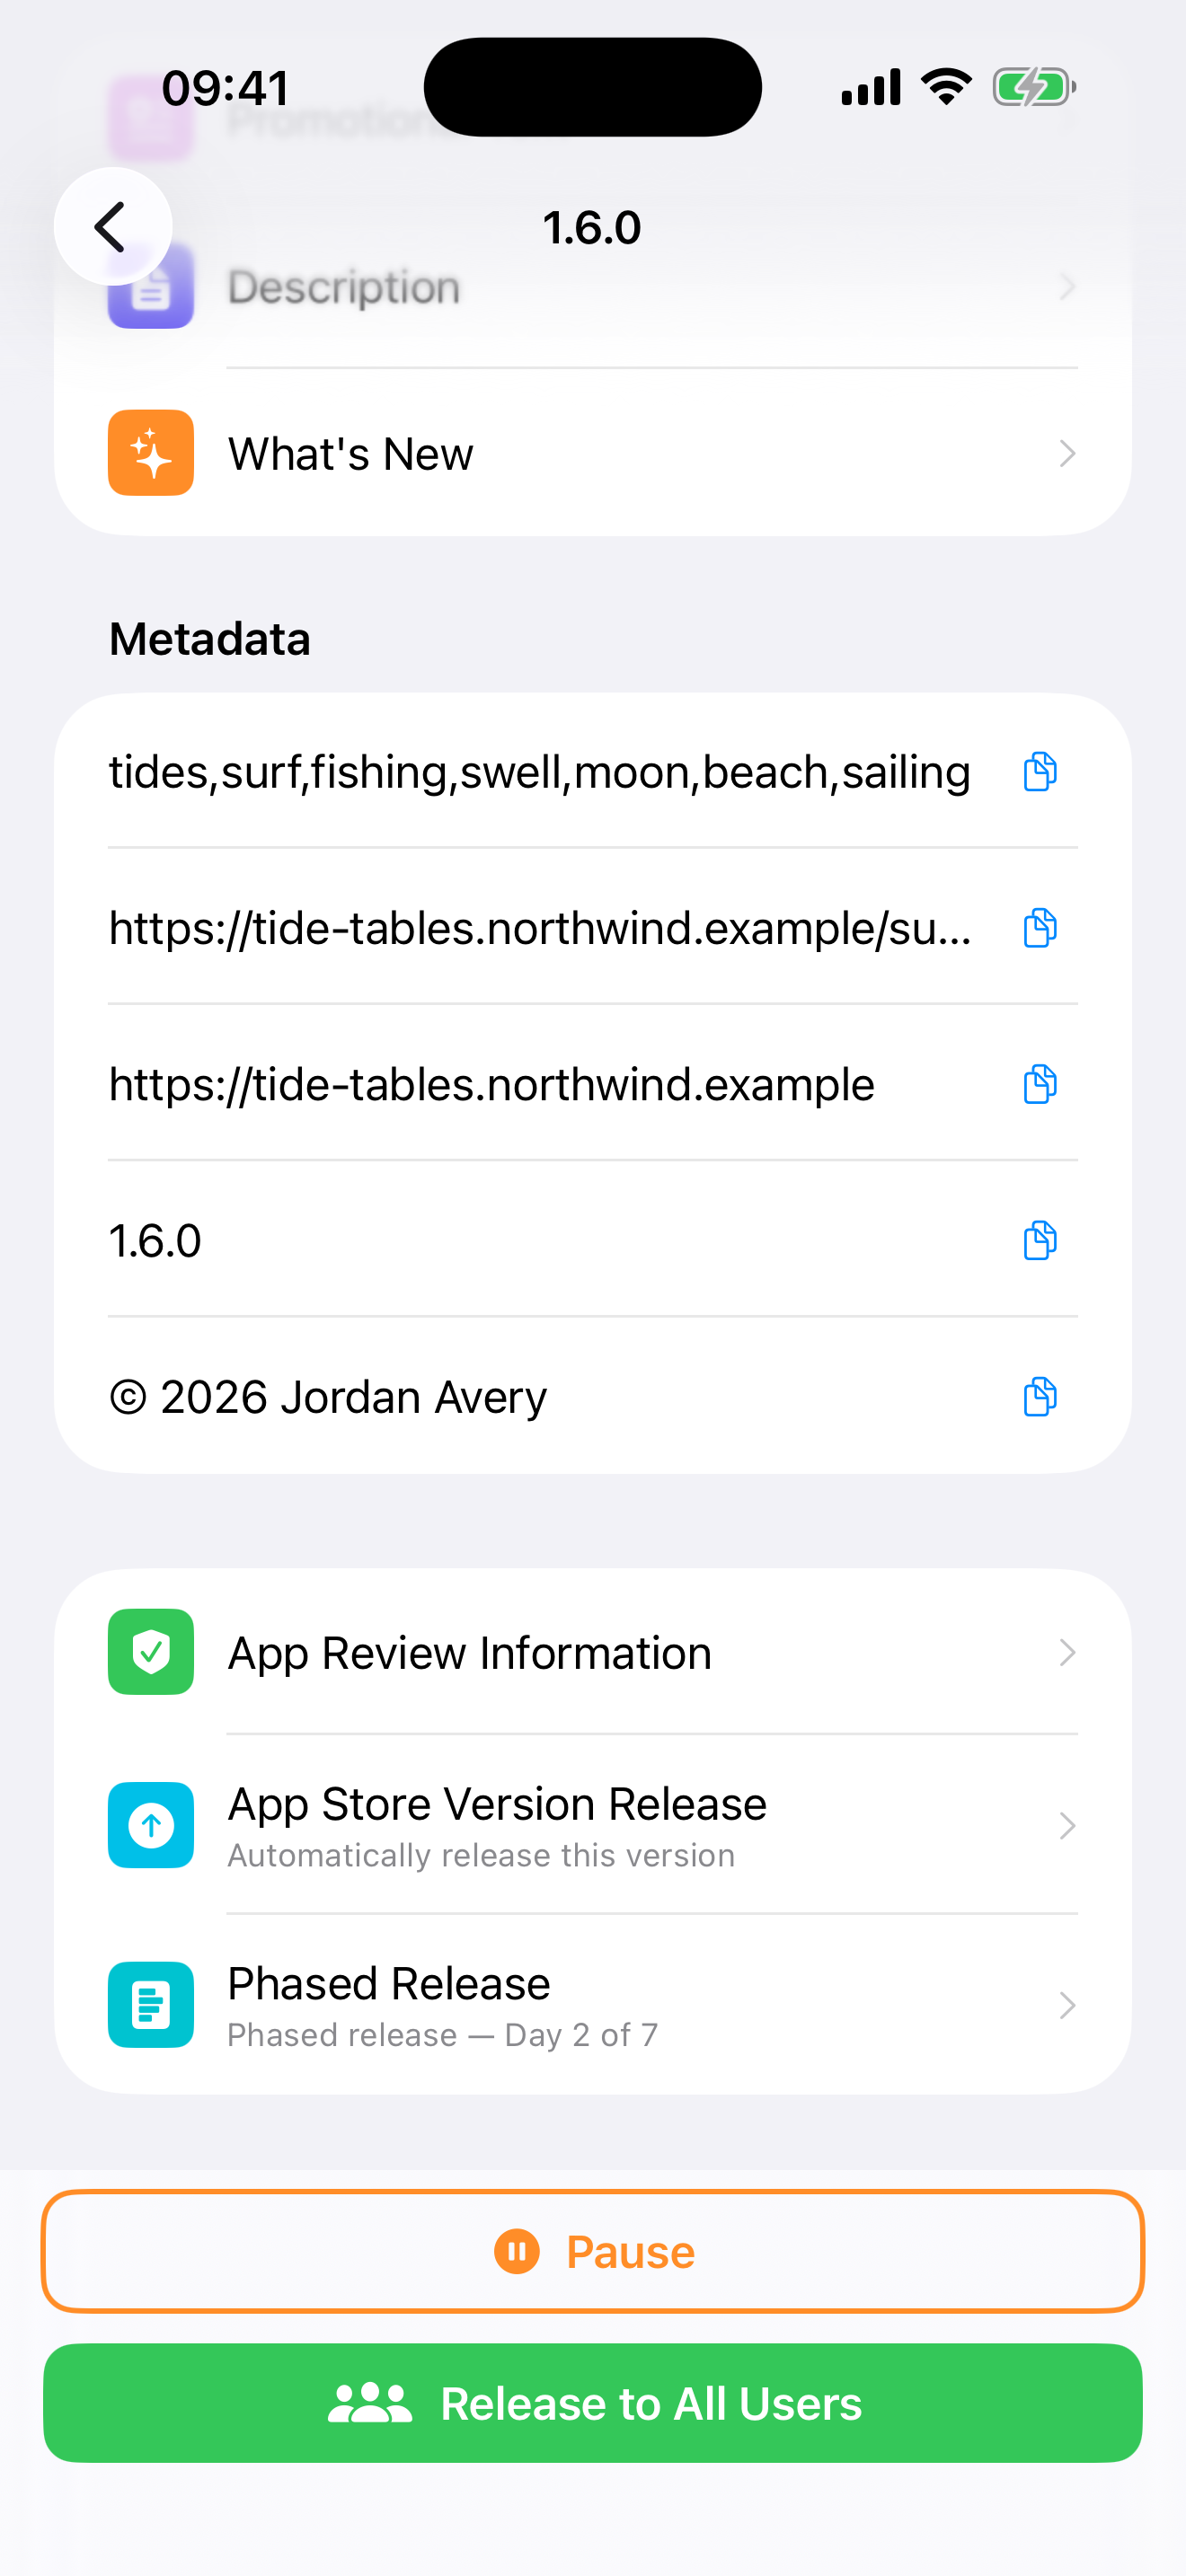 09:41
1.6.0
Description
What's New
Metadata
tides,surf,fishing,swell,moon,beach,sailing
https://tide-tables.northwind.example/su...
https://tide-tables.northwind.example
1.6.0
© 2026 Jordan Avery
App Review Information
App Store Version Release
Automatically release this version
Phased Release
Phased release — Day 2 of 7
Pause
Release to All Users